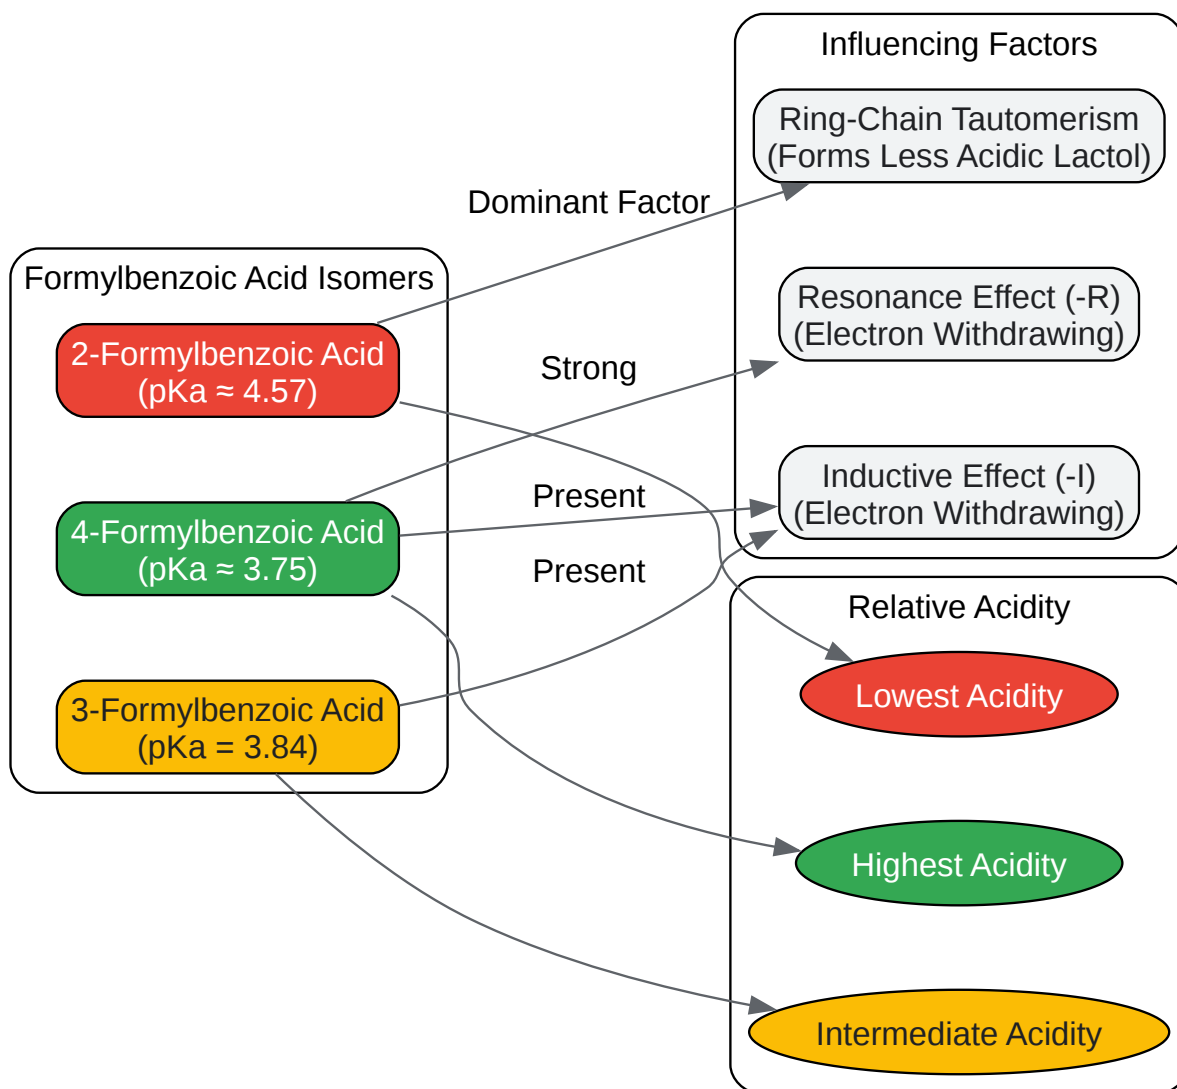 Influencing Factors
Ring-Chain Tautomerism
(Forms Less Acidic Lactol)
Dominant Factor
Formylbenzoic Acid Isomers
Resonance Effect (-R)
(Electron Withdrawing)
2-Formylbenzoic Acid
(pKa ≈ 4.57)
Strong
Inductive Effect (-I)
(Electron Withdrawing)
Present
4-Formylbenzoic Acid
(pKa ≈ 3.75)
Present
Relative Acidity
Lowest Acidity
3-Formylbenzoic Acid
(pKa = 3.84)
Highest Acidity
Intermediate Acidity